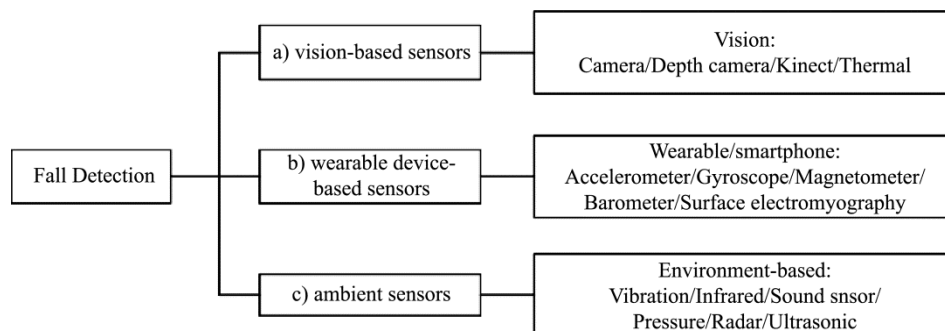 a) vision-based sensors
Vision:
Camera/Depth camera/Kinect/Thermal
Fall Detection
b) wearable device-
based sensors
Wearable/smartphone:
Accelerometer/Gyroscope/Magnetometer/
Barometer/Surface electromyography
c) ambient sensors
Environment-based:
Vibration/Infrared/Sound snsor/
Pressure/Radar/Ultrasonic